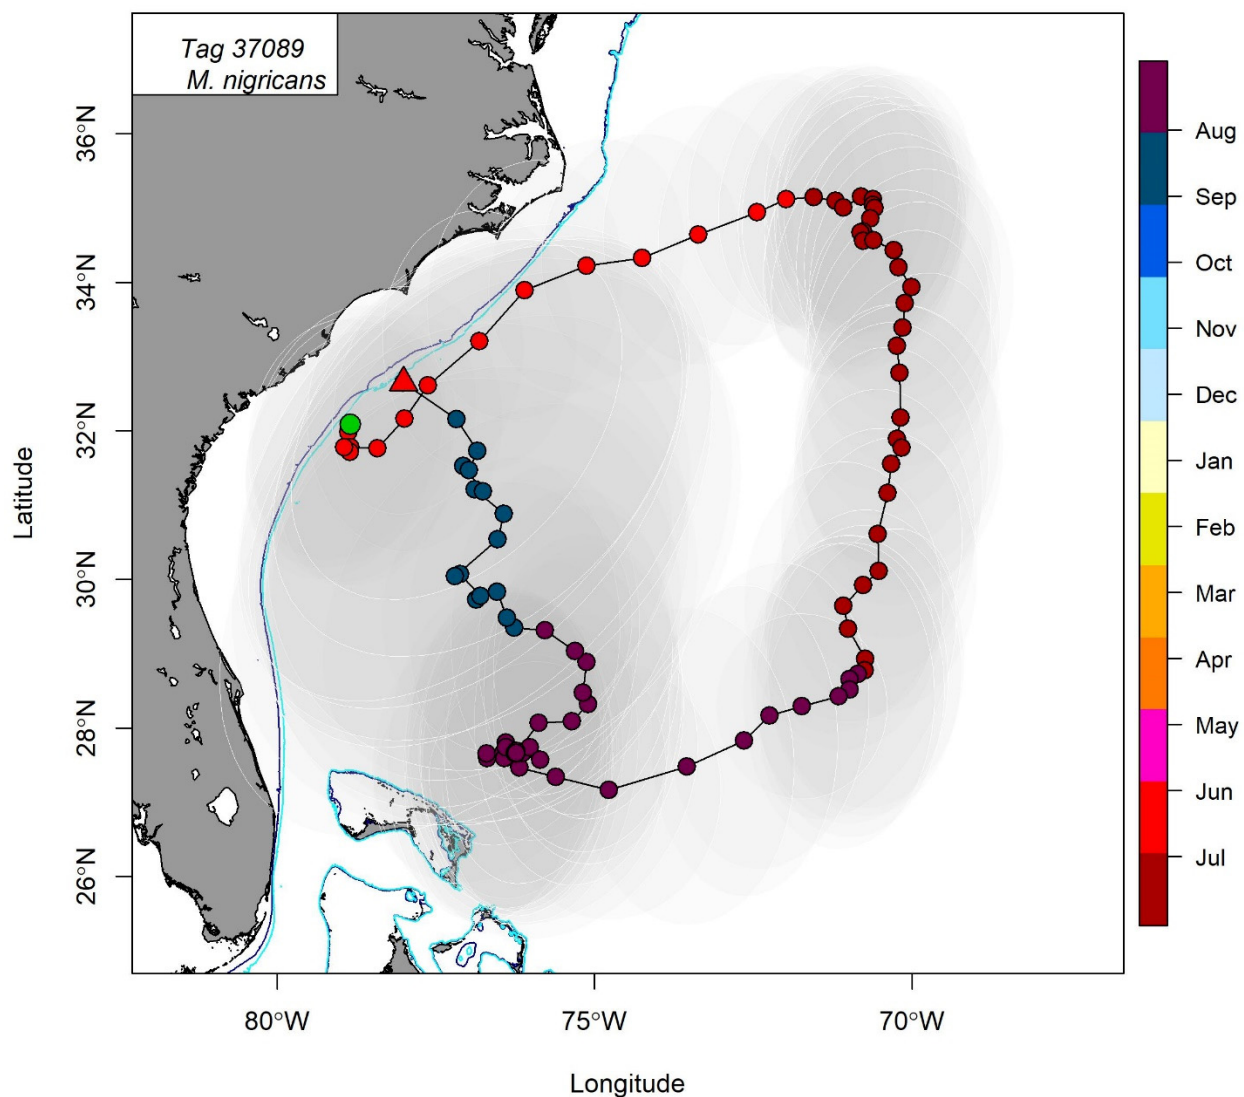 Tag 37089
M. nigricans
36°N
34°N
32°N
30°N
28°N
26°N
Latitude
80°W
75°W
70°W
Longitude
Aug
Sep
Oct
Nov
Dec
Jan
Feb
Mar
Apr
May
Jun
Jul